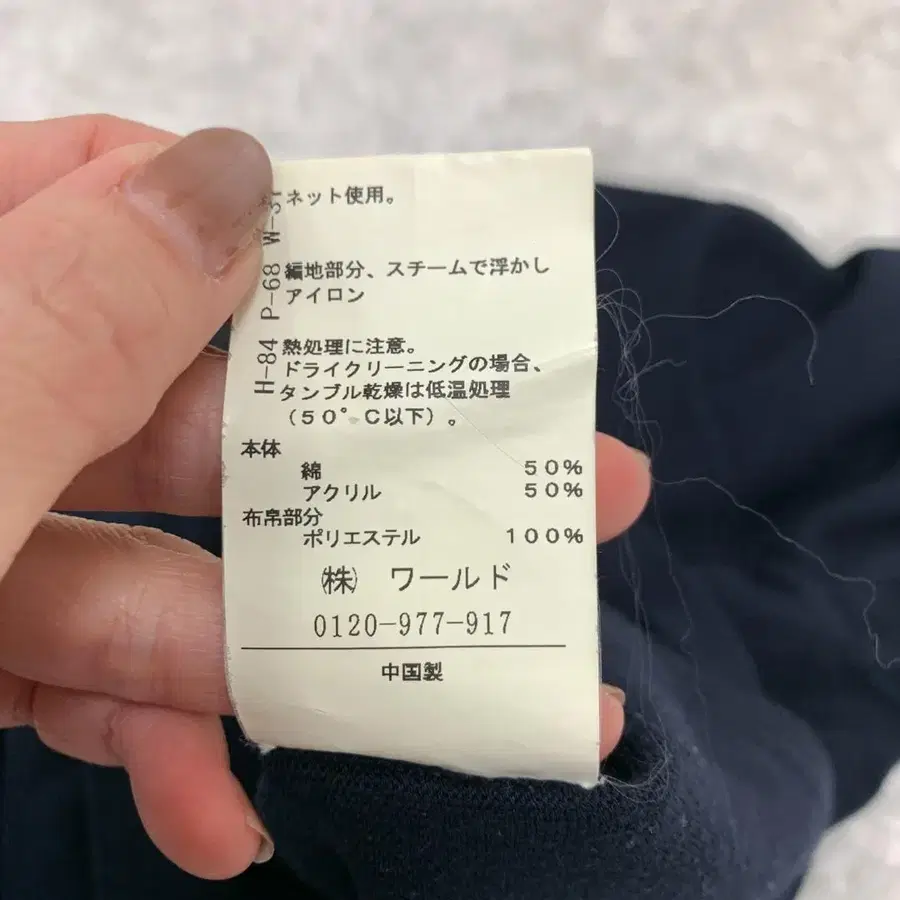 ネット使用。
編地部分、スチームで浮かし
アイロン
熱処理に注意。
ドライクリーニングの場合、
タンブル乾燥は低温処理
(50°C以下)。
H-84 P-68
本体
綿 50%
アクリル 50%
布帛部分
ポリエステル 100%
㈱ ワールド
0120-977-917
中国製